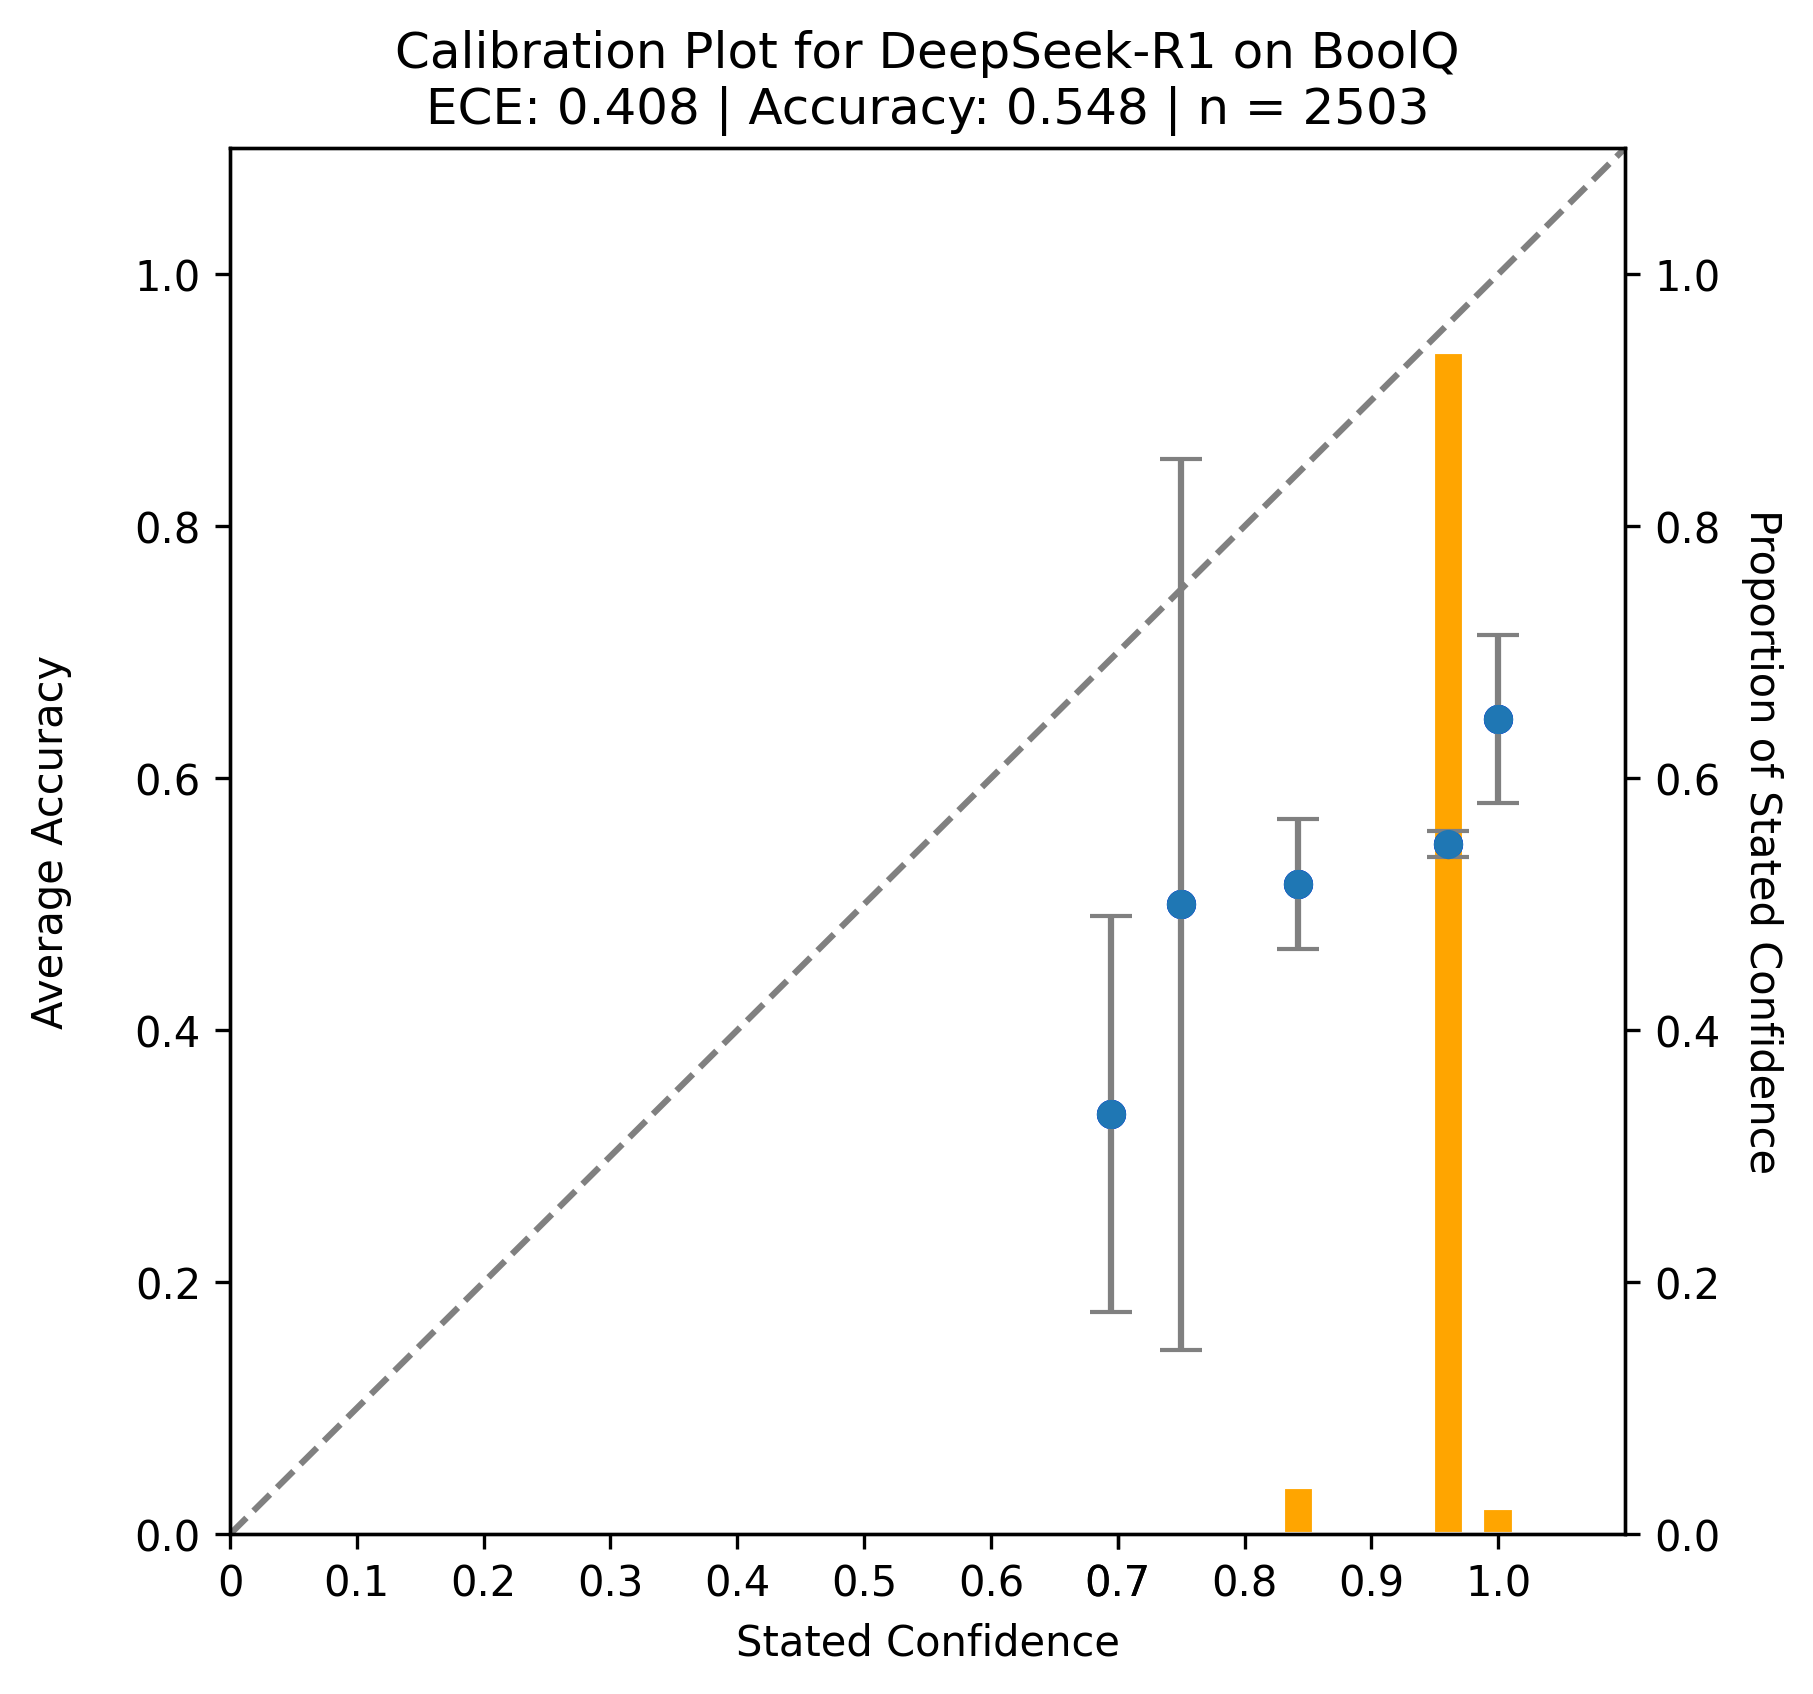 Calibration Plot for DeepSeek-R1 on BoolQ
ECE: 0.408 | Accuracy: 0.548 | n = 2503
Average Accuracy
1.0
0.8
0.6
0.4
0.2
0.0
0 0.1 0.2 0.3 0.4 0.5 0.6 0.7 0.8 0.9 1.0
Stated Confidence
1.0
0.8
0.6
0.4
0.2
0.0
Proportion of Stated Confidence